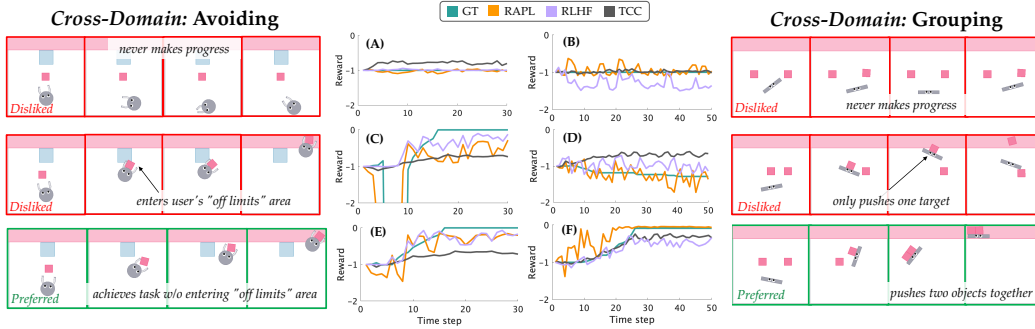 Cross-Domain: Avoiding
GT RAPL RLHF TCC
Cross-Domain: Grouping
never makes progress
Disliked
(A)
Reward
0
-1
-2
0 10 20 30
(B)
Reward
0
-1
-2
0 10 20 30 40 50
Disliked
never makes progress
Disliked
enters user's "off limits" area
(C)
Reward
0
-1
-2
0 10 20 30
(D)
Reward
0
-1
-2
0 10 20 30 40 50
Disliked
only pushes one target
Preferred
achieves task w/o entering "off limits" area
(E)
Reward
0
-1
-2
0 10 20 30
Time step
(F)
Reward
0
-1
-2
0 10 20 30 40 50
Time step
Preferred
pushes two objects together